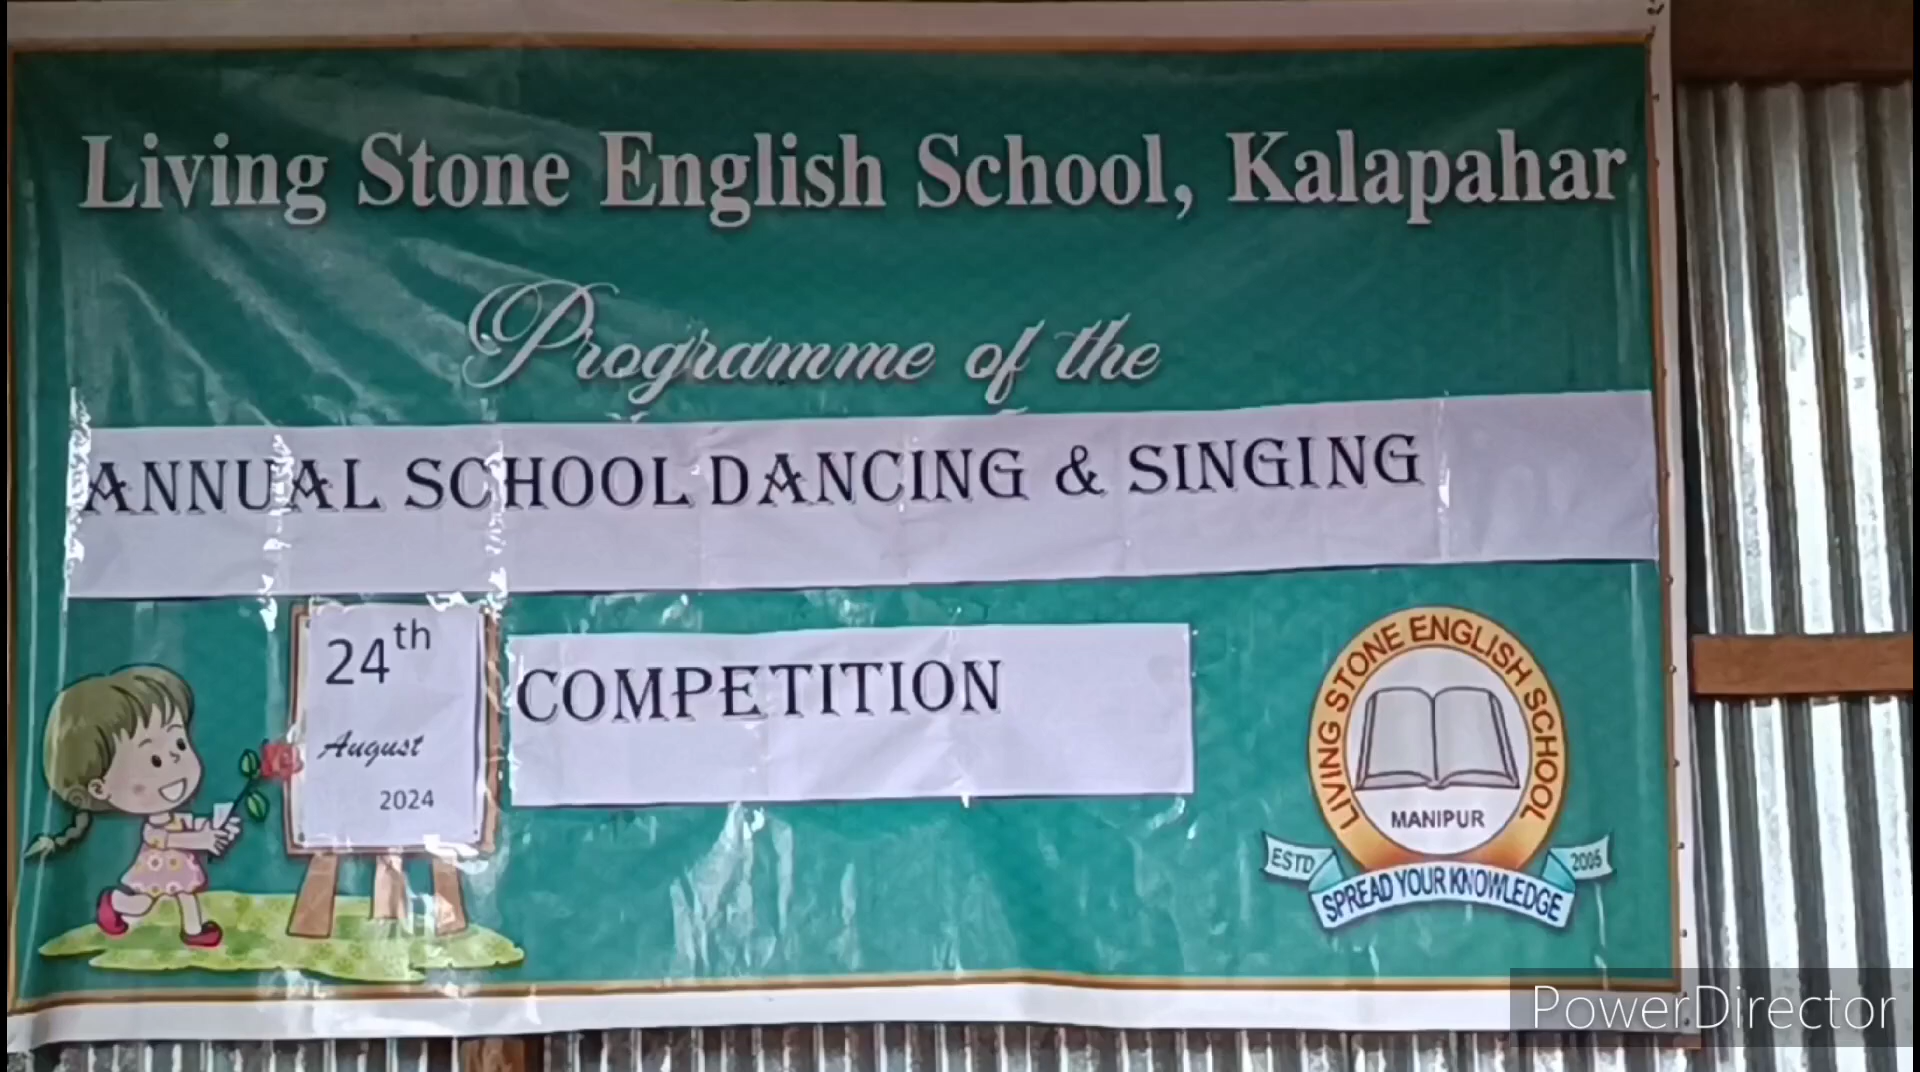 Living Stone English School, Kalapahar
Programme of the
ANNUAL SCHOOL DANCING & SINGING
24th
August
2024
COMPETITION
LIVING STONE ENGLISH SCHOOL
MANIPUR
ESTD 2005
SPREAD YOUR KNOWLEDGE
PowerDirector